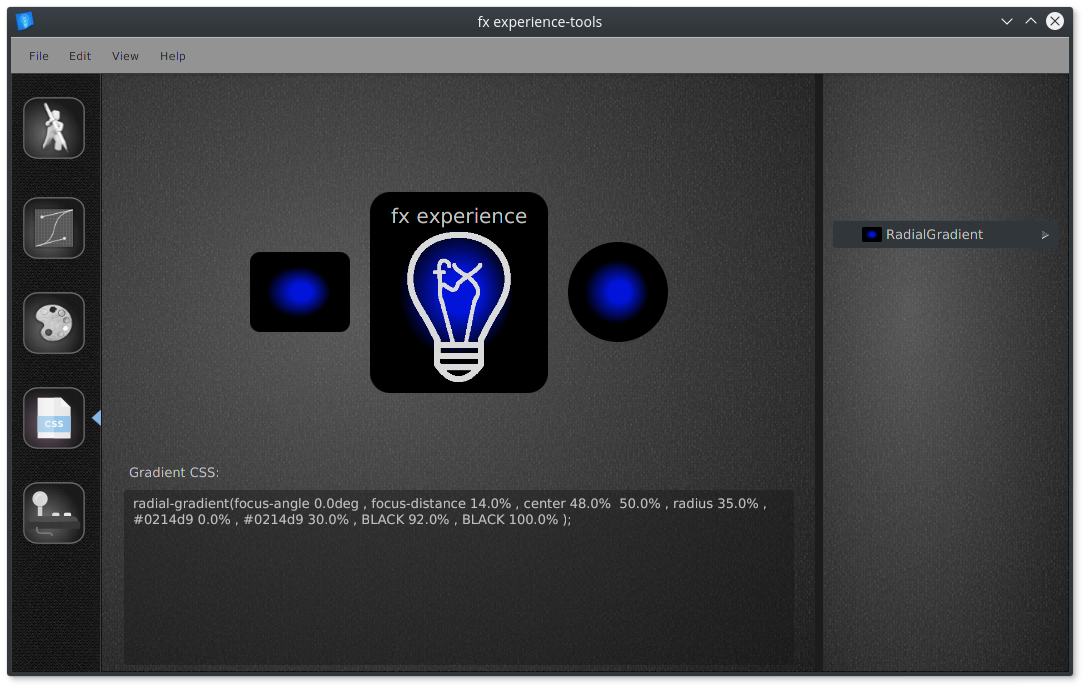 fx experience-tools
File Edit View Help
fx experience
fx
RadialGradient
CSS
Gradient CSS:
radial-gradient(focus-angle 0.0deg , focus-distance 14.0% , center 48.0%  50.0% , radius 35.0% ,
#0214d9 0.0% , #0214d9 30.0% , BLACK 92.0% , BLACK 100.0% );